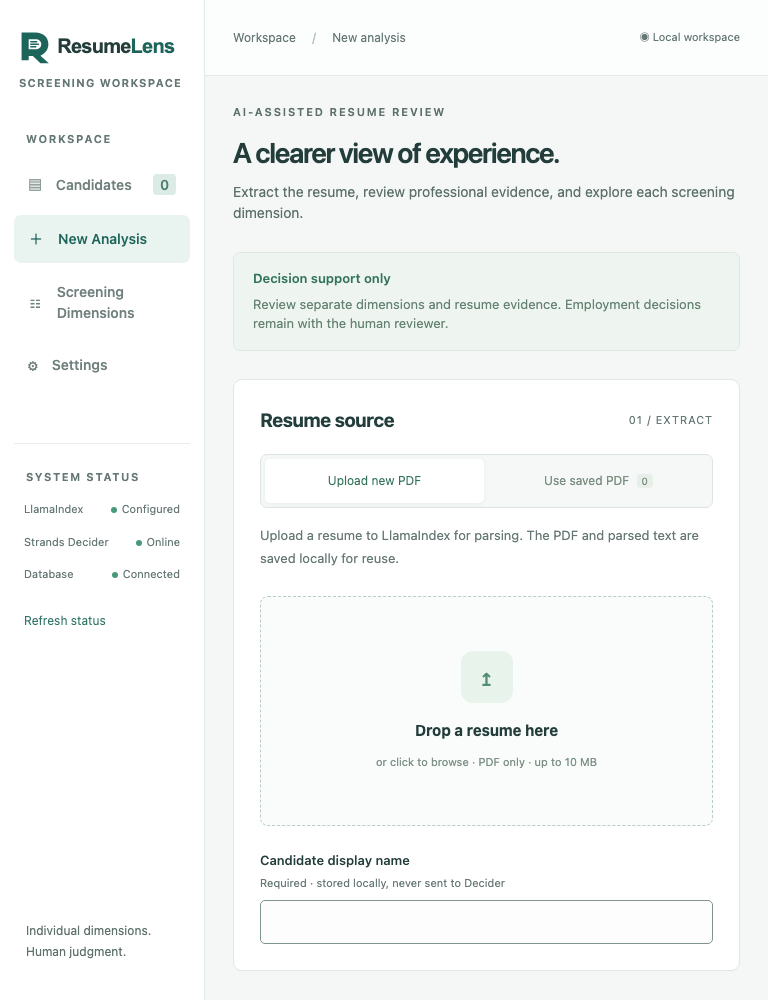 ResumeLens
SCREENING WORKSPACE
WORKSPACE
Candidates 0
New Analysis
Screening
Dimensions
Settings
SYSTEM STATUS
LlamaIndex Configured
Strands Decider Online
Database Connected
Refresh status
Individual dimensions.
Human judgment.
Workspace / New analysis
Local workspace
AI-ASSISTED RESUME REVIEW
A clearer view of experience.
Extract the resume, review professional evidence, and explore each screening
dimension.
Decision support only
Review separate dimensions and resume evidence. Employment decisions
remain with the human reviewer.
Resume source
01 / EXTRACT
Upload new PDF
Use saved PDF 0
Upload a resume to LlamaIndex for parsing. The PDF and parsed text are
saved locally for reuse.
Drop a resume here
or click to browse · PDF only · up to 10 MB
Candidate display name
Required · stored locally, never sent to Decider